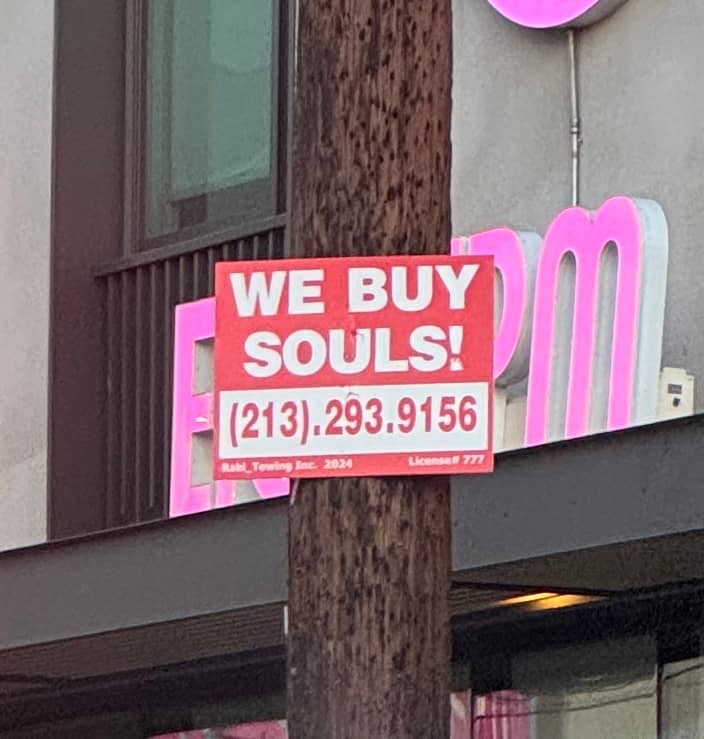 WE BUY
SOULS!
(213).293.9156
Rabi_Towing Inc. 2024 License# 777